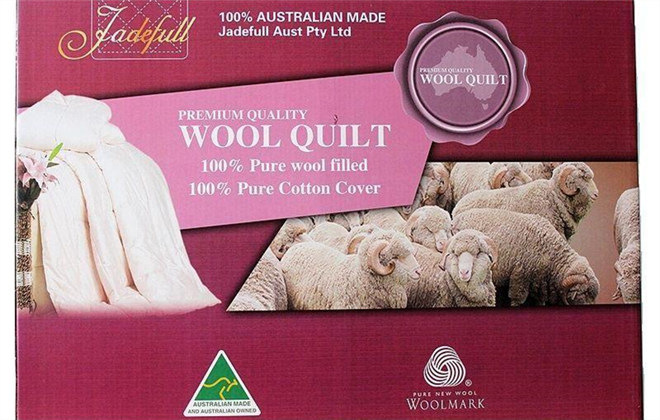 Jadefull
100% AUSTRALIAN MADE
Jadefull Aust Pty Ltd
PREMIUM QUALITY
WOOL QUILT
PREMIUM QUALITY
WOOL QUILT
100% Pure wool filled
100% Pure Cotton Cover
AUSTRALIAN MADE
AND AUSTRALIAN OWNED
®
PURE NEW WOOL
WOOLMARK